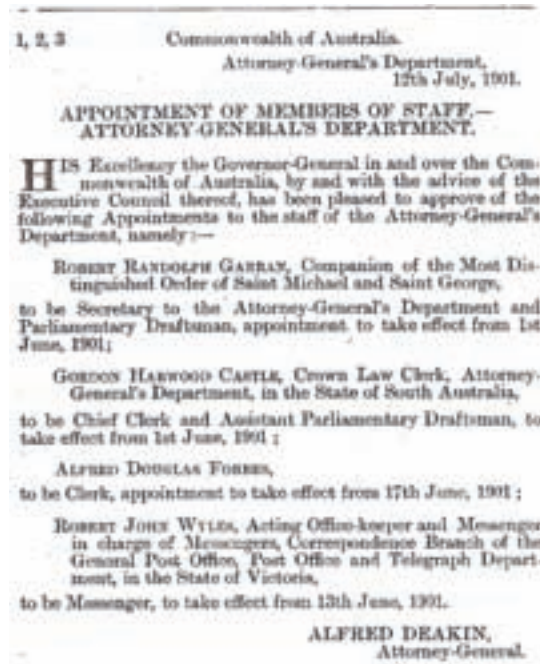 1, 2, 3 Commonwealth of Australia.
Attorney-General's Department,
12th July, 1901.
APPOINTMENT OF MEMBERS OF STAFF,—
ATTORNEY-GENERAL'S DEPARTMENT.
HIS Excellency the Governor-General in and over the Com-
monwealth of Australia, by and with the advice of the
Executive Council thereof, has been pleased to approve of the
following Appointments to the staff of the Attorney-General's
Department, namely:—
ROBERT RANDOLPH GARRAN, Companion of the Most Dis-
tinguished Order of Saint Michael and Saint George,
to be Secretary to the Attorney-General's Department and
Parliamentary Draftsman, appointment to take effect from 1st
June, 1901;
GORDON HARWOOD CASTLE, Crown Law Clerk, Attorney-
General's Department, in the State of South Australia,
to be Chief Clerk and Assistant Parliamentary Draftsman, to
take effect from 1st June, 1901;
ALFRED DOUGLAS FORBES,
to be Clerk, appointment to take effect from 17th June, 1901;
ROBERT JOHN WYLES, Acting Office-keeper and Messenger
in charge of Messengers, Correspondence Branch of the
General Post Office, Post Office and Telegraph Depart-
ment, in the State of Victoria,
to be Messenger, to take effect from 13th June, 1901.
ALFRED DEAKIN,
Attorney-General.